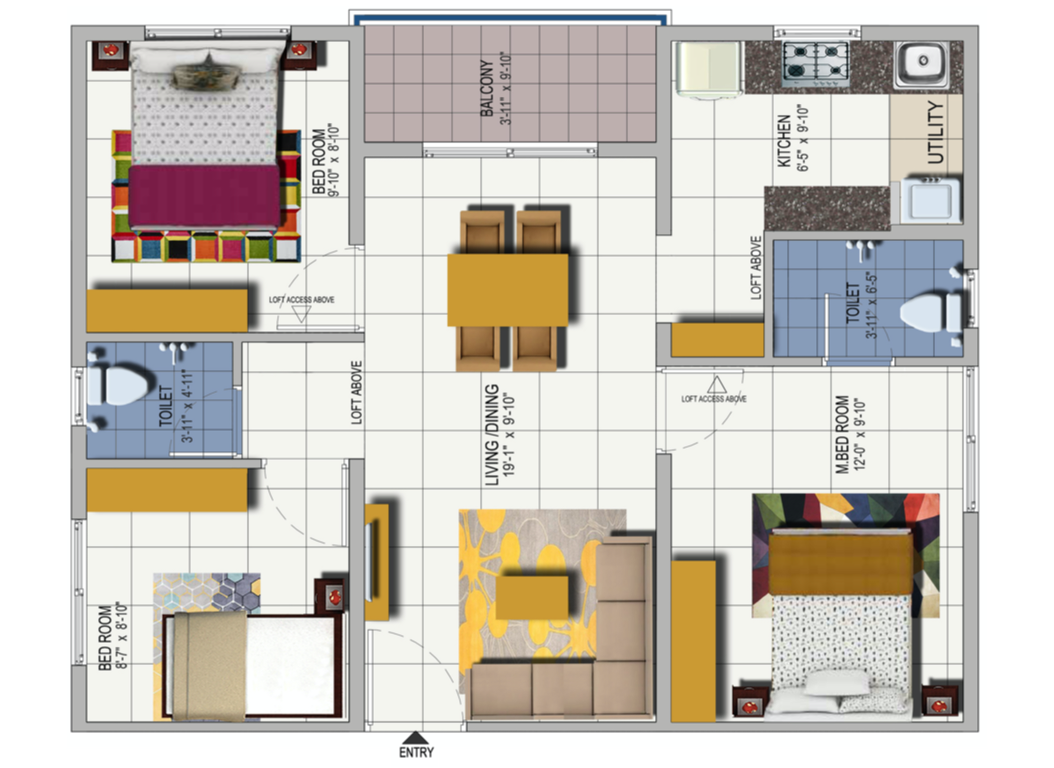 BALCONY
3'-11" x 9'-10"
BED ROOM
9'-10" x 8'-10"
KITCHEN
6'-5" x 9'-10"
UTILITY
LOFT ACCESS ABOVE
LOFT ABOVE
TOILET
3'-11" x 6'-5"
TOILET
3'-11" x 4'-11"
LOFT ABOVE
LIVING /DINING
19'-1" x 9'-10"
LOFT ACCESS ABOVE
M.BED ROOM
12'-0" x 9'-10"
BED ROOM
8'-7" x 8'-10"
ENTRY